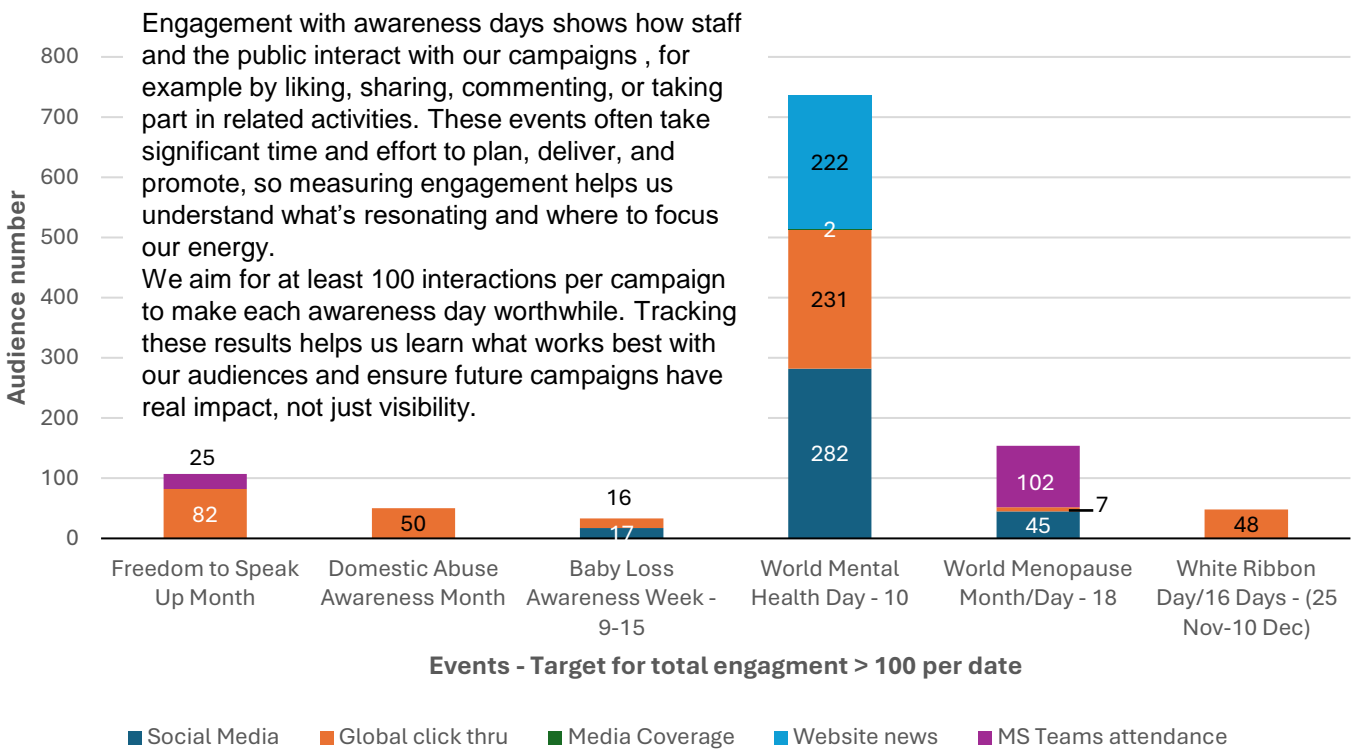 Engagement with awareness days shows how staff
and the public interact with our campaigns , for
example by liking, sharing, commenting, or taking
part in related activities. These events often take
significant time and effort to plan, deliver, and
promote, so measuring engagement helps us
understand what's resonating and where to focus
our energy.
We aim for at least 100 interactions per campaign
to make each awareness day worthwhile. Tracking
these results helps us learn what works best with
our audiences and ensure future campaigns have
real impact, not just visibility.
Audience number
800
700
600
500
400
300
200
100
0
25
82
50
16
17
222
2
231
282
102
7
45
48
Freedom to Speak
Up Month
Domestic Abuse
Awareness Month
Baby Loss
Awareness Week -
9-15
World Mental
Health Day - 10
World Menopause
Month/Day - 18
White Ribbon
Day/16 Days - (25
Nov-10 Dec)
Events - Target for total engagment > 100 per date
Social Media
Global click thru
Media Coverage
Website news
MS Teams attendance